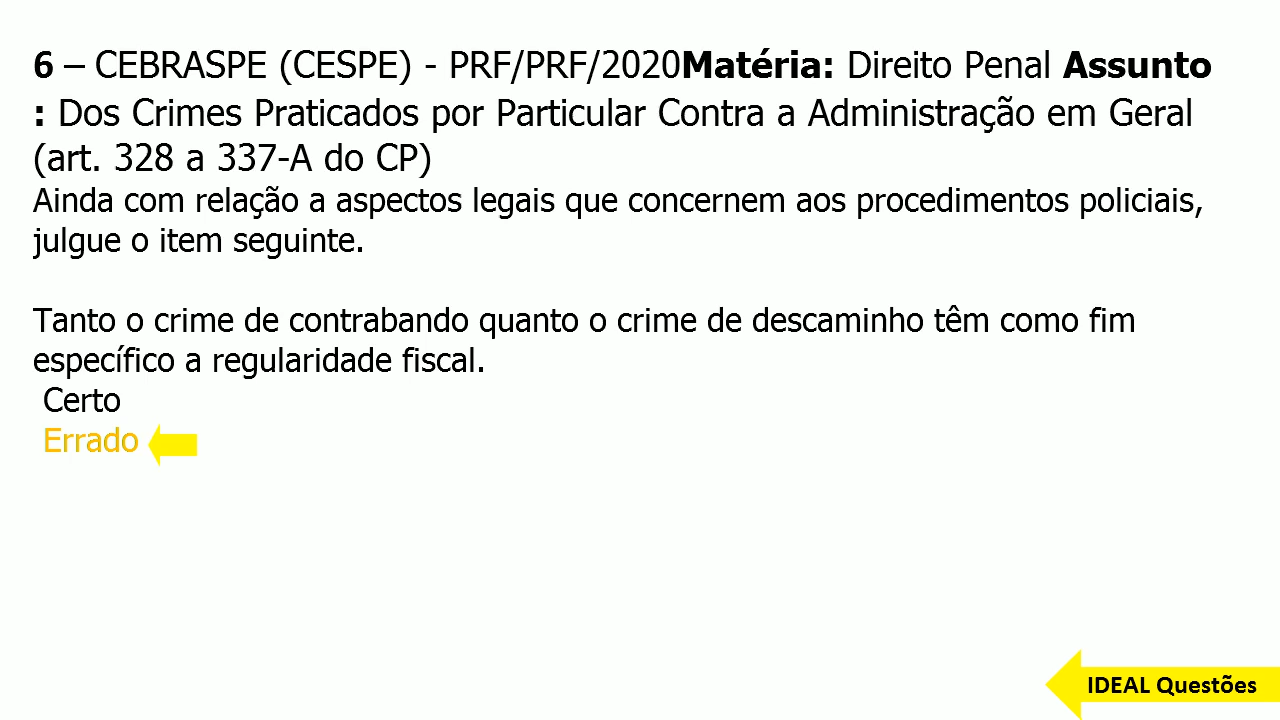 6 – CEBRASPE (CESPE) - PRF/PRF/2020Matéria: Direito Penal Assunto
: Dos Crimes Praticados por Particular Contra a Administração em Geral
(art. 328 a 337-A do CP)
Ainda com relação a aspectos legais que concernem aos procedimentos policiais,
julgue o item seguinte.
Tanto o crime de contrabando quanto o crime de descaminho têm como fim
específico a regularidade fiscal.
Certo
Errado
IDEAL Questões